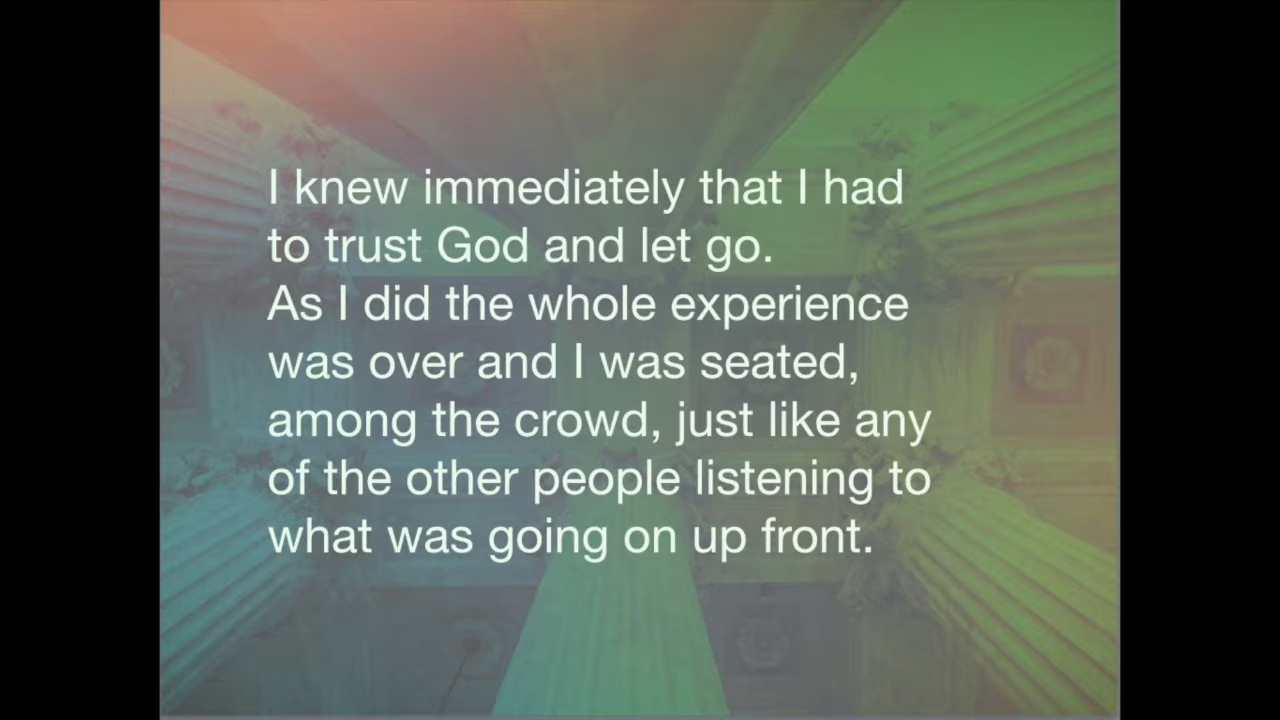 I knew immediately that I had
to trust God and let go.
As I did the whole experience
was over and I was seated,
among the crowd, just like any
of the other people listening to
what was going on up front.